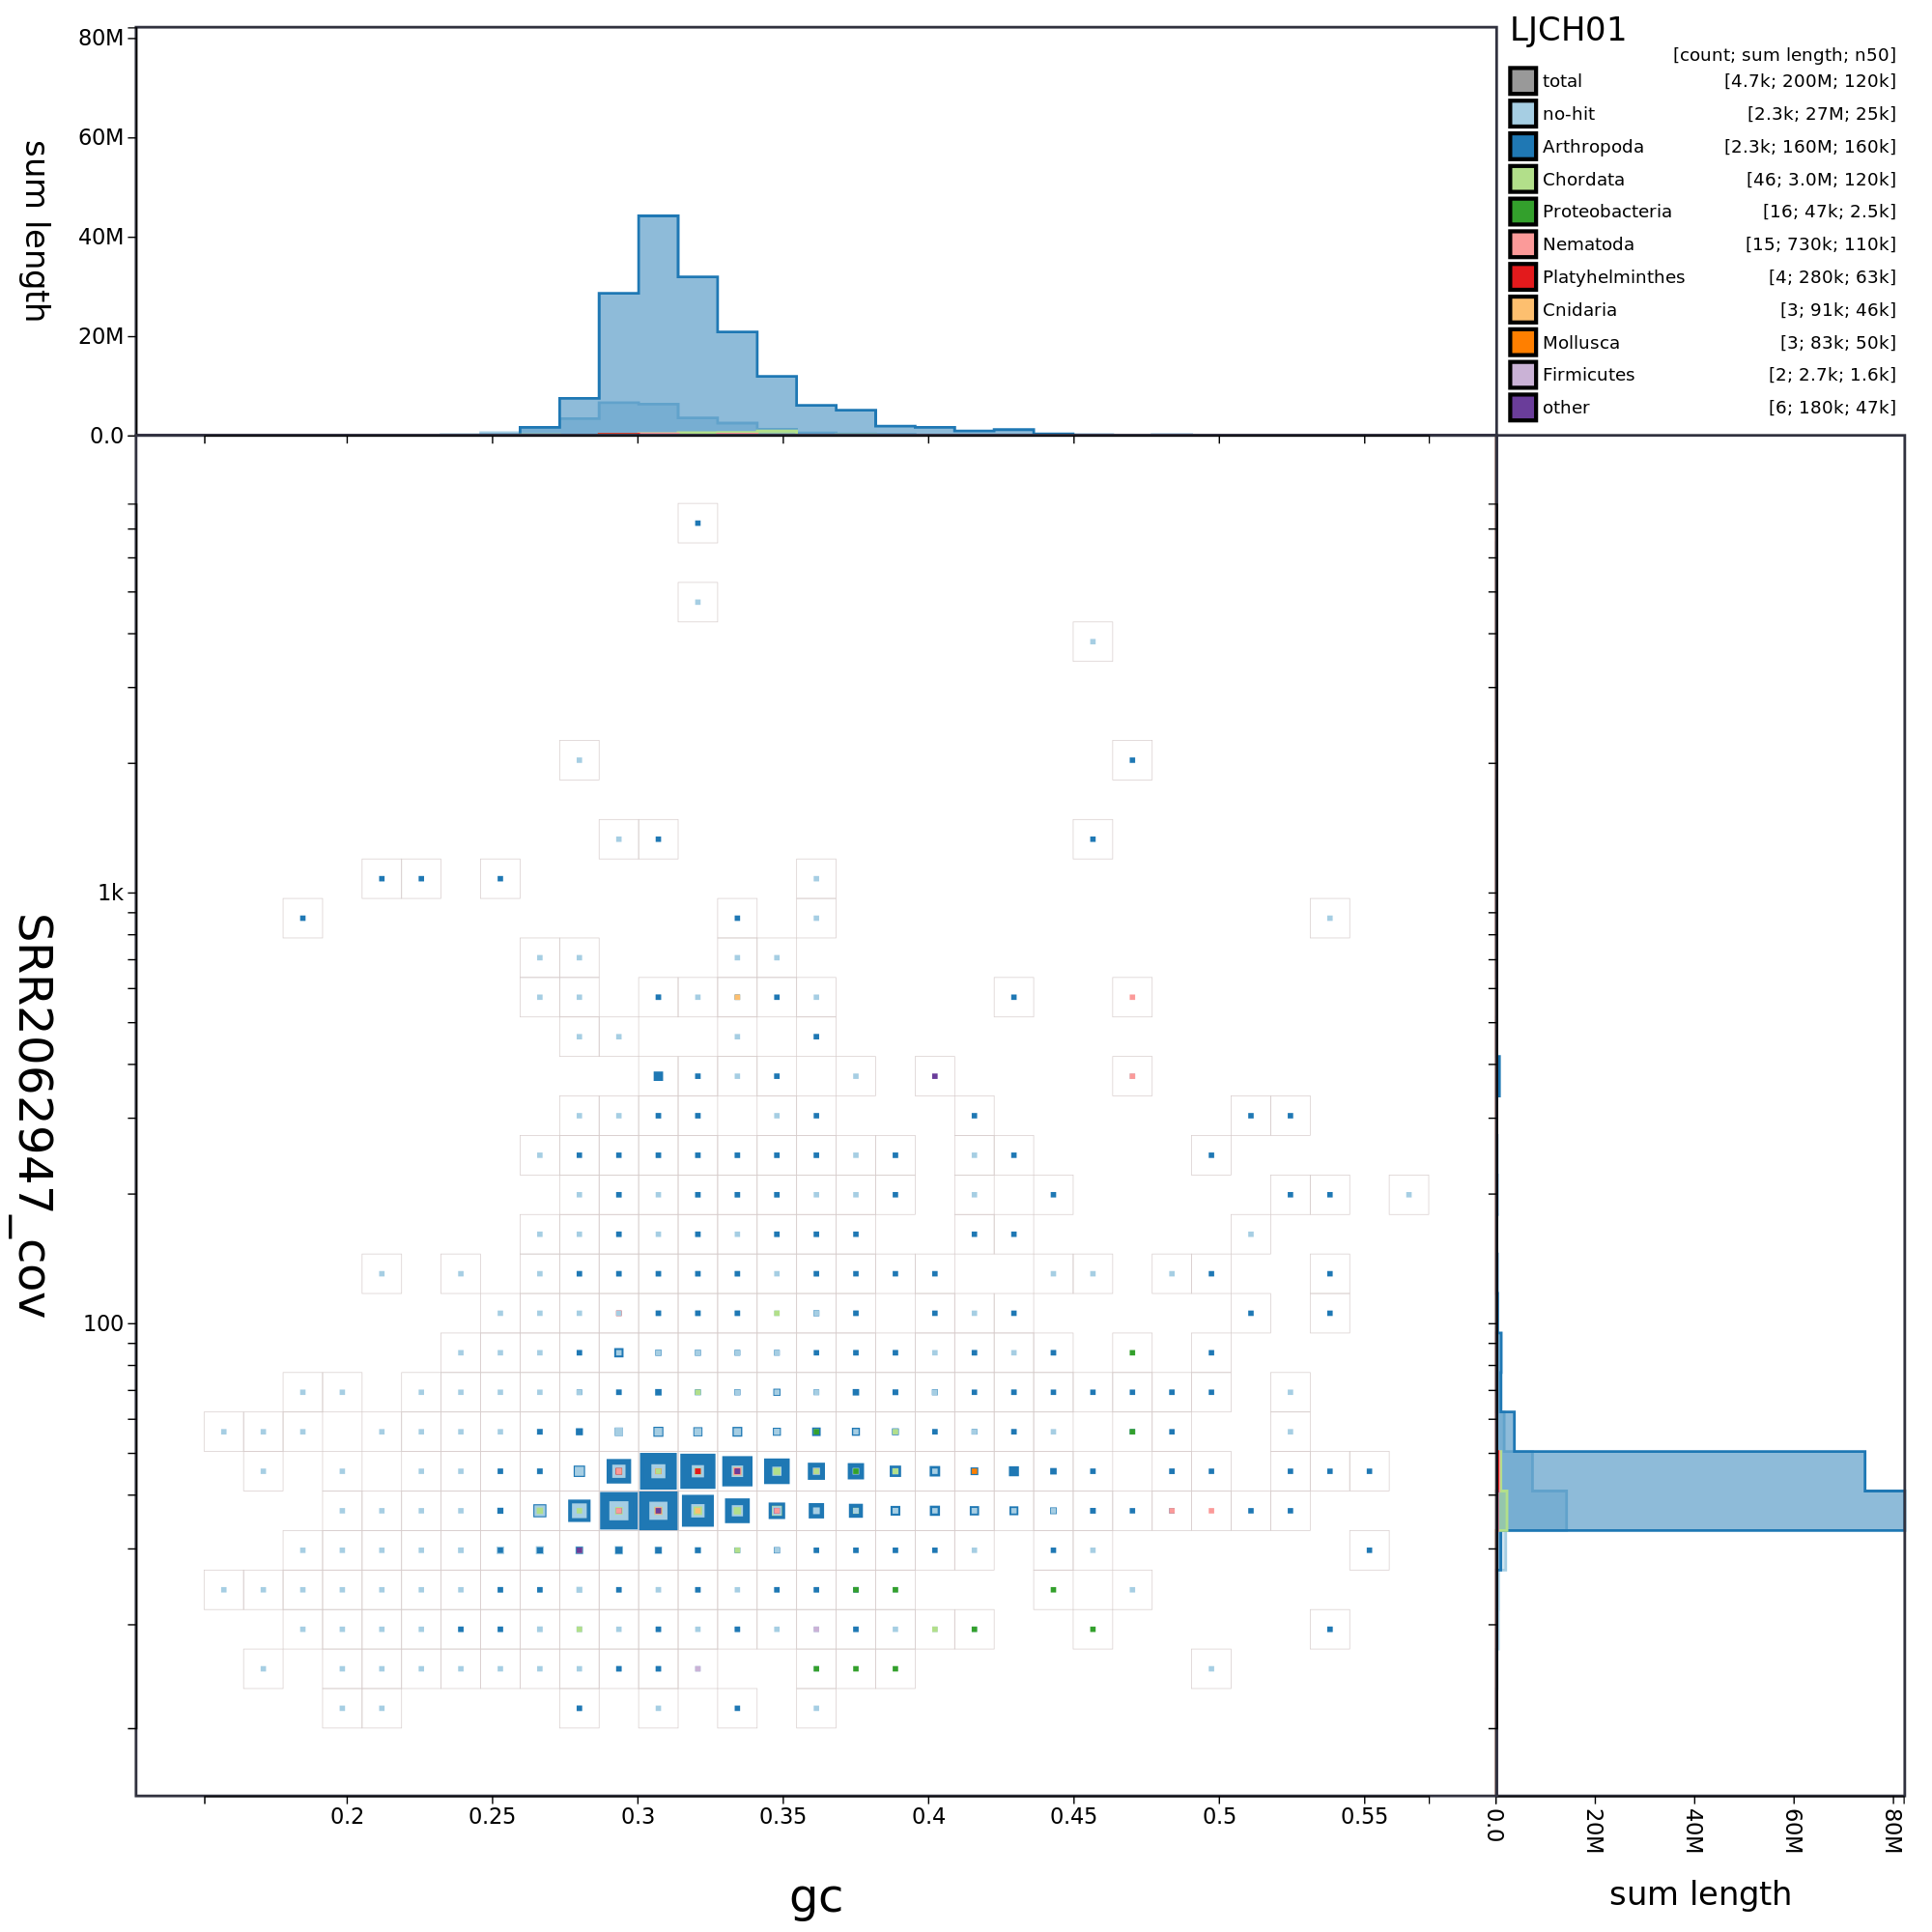 LJCH01
[count; sum length; n50]
total [4.7k; 200M; 120k]
no-hit [2.3k; 27M; 25k]
Arthropoda [2.3k; 160M; 160k]
Chordata [46; 3.0M; 120k]
Proteobacteria [16; 47k; 2.5k]
Nematoda [15; 730k; 110k]
Platyhelminthes [4; 280k; 63k]
Cnidaria [3; 91k; 46k]
Mollusca [3; 83k; 50k]
Firmicutes [2; 2.7k; 1.6k]
other [6; 180k; 47k]
sum length
80M
60M
40M
20M
0.0
SRR2062947_cov
1k
100
0.2 0.25 0.3 0.35 0.4 0.45 0.5 0.55
gc
0.0 20M 40M 60M 80M
sum length